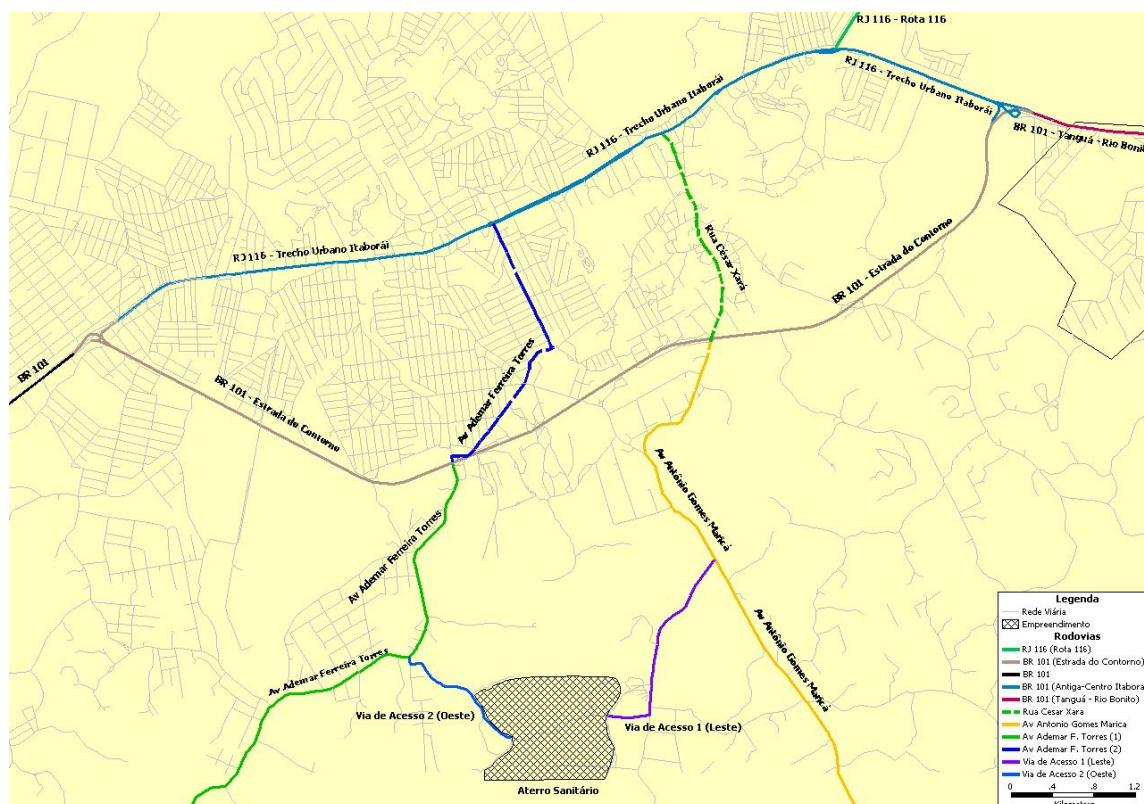 RJ 116 - Rota 116
RJ 116 - Trecho Urbano Itaborái
RJ 116 - Trecho Urbano Itaborái
BR 101 - Tanguá - Rio Bonito
Rua César Xará
RJ 116 - Trecho Urbano Itaborái
BR 101 - Estrada do Contorno
BR 101
Av Ademar Ferreira Torres
BR 101 - Estrada do Contorno
Av Antônio Gomes Maricá
Av Ademar Ferreira Torres
Av Antônio Gomes Maricá
Av Ademar Ferreira Torres
Via de Acesso 2 (Oeste)
Via de Acesso 1 (Leste)
Aterro Sanitário
Legenda
Rede Viária
Empreendimento
Rodovias
RJ 116 (Rota 116)
BR 101 (Estrada do Contorno)
BR 101
BR 101 (Antiga-Centro Itabora
BR 101 (Tanguá - Rio Bonito)
Rua Cesar Xara
Av Antonio Gomes Marica
Av Ademar F. Torres (1)
Av Ademar F. Torres (2)
Via de Acesso 1 (Leste)
Via de Acesso 2 (Oeste)
0 .6 1.2